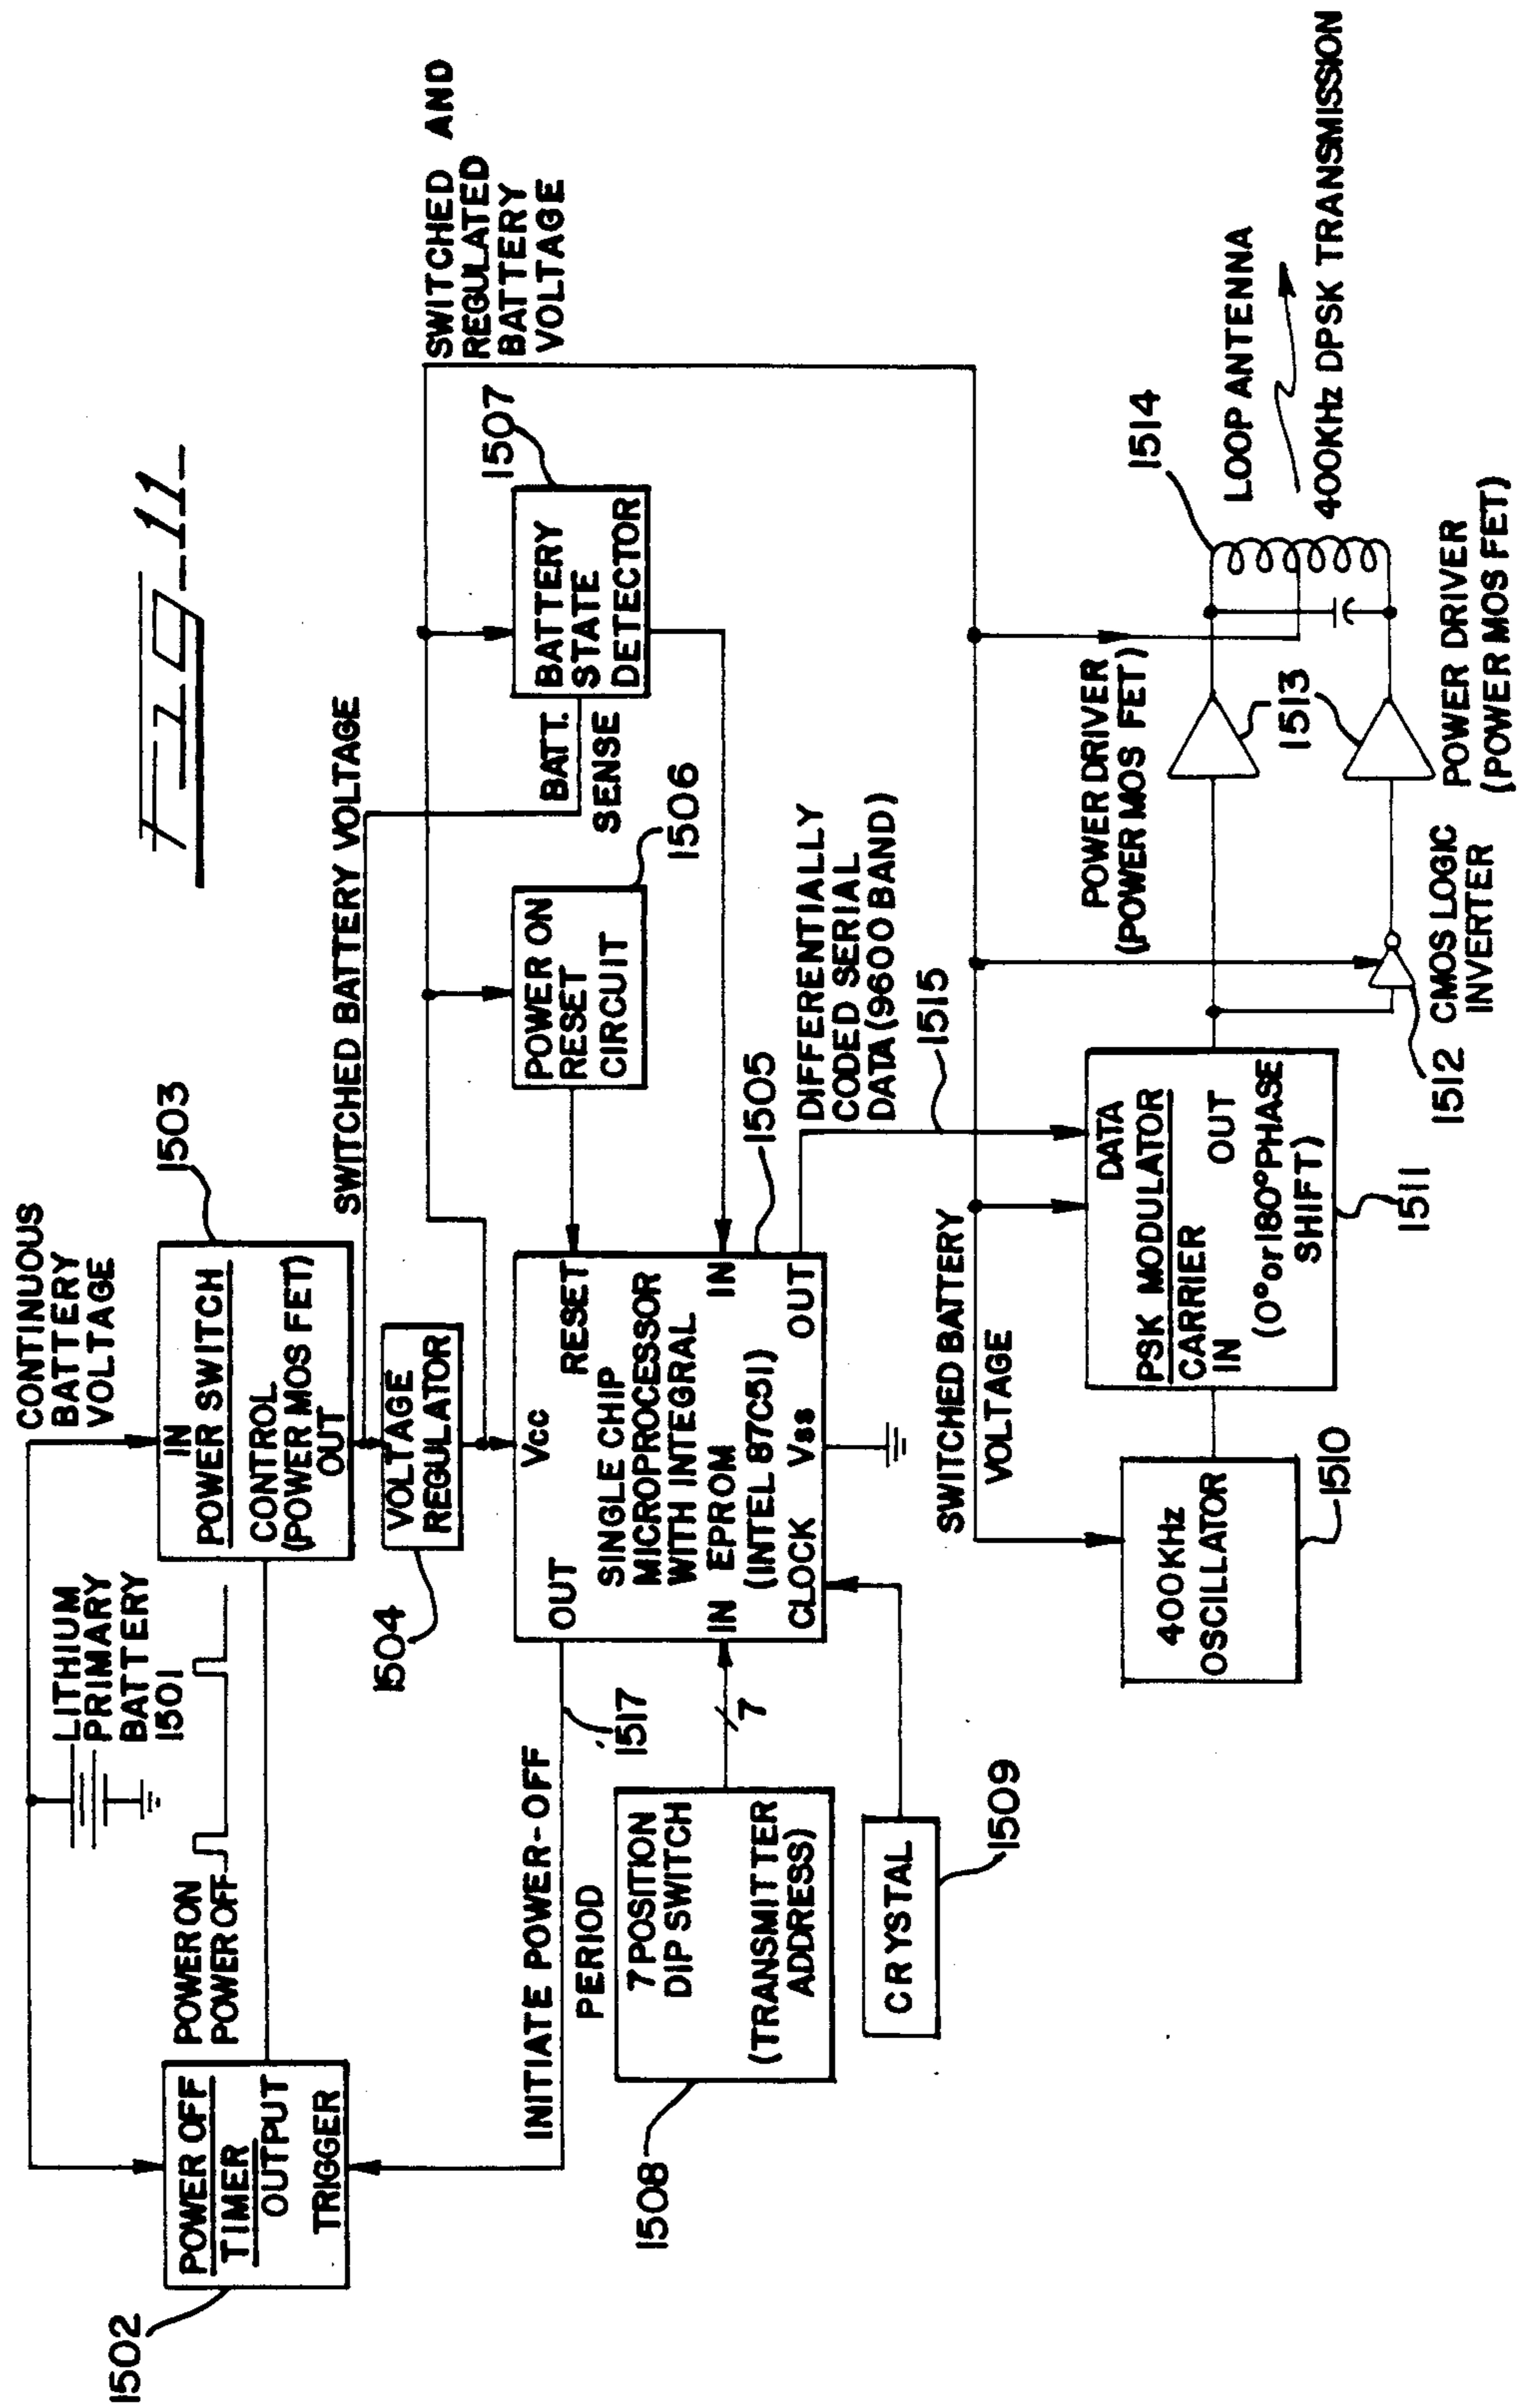 FIG. 11
CONTINUOUS
BATTERY
VOLTAGE
1503
LITHIUM
PRIMARY
BATTERY
1501
IN
POWER SWITCH
CONTROL
(POWER MOS FET)
OUT
POWER ON
POWER OFF
1502
POWER OFF
TIMER
OUTPUT
TRIGGER
SWITCHED BATTERY VOLTAGE
SWITCHED AND
REGULATED
BATTERY
VOLTAGE
1504
VOLTAGE
REGULATOR
1507
BATTERY
STATE
DETECTOR
BATT.
SENSE
1506
POWER ON
RESET
CIRCUIT
INITIATE POWER-OFF
PERIOD
1517
Vcc
OUT
RESET
SINGLE CHIP
MICROPROCESSOR
WITH INTEGRAL
IN EPROM IN
(INTEL 87C51)
CLOCK Vss OUT
1505
7
1508
7 POSITION
DIP SWITCH
(TRANSMITTER
ADDRESS)
CRYSTAL
1509
DIFFERENTIALLY
CODED SERIAL
DATA (9600 BAND)
1515
SWITCHED BATTERY
VOLTAGE
400KHz
OSCILLATOR
1510
DATA
PSK MODULATOR
CARRIER
IN OUT
(0° or 180° PHASE
SHIFT)
1511
1512
CMOS LOGIC
INVERTER
POWER DRIVER
(POWER MOS FET)
1513
POWER DRIVER
(POWER MOS FET)
1514
LOOP ANTENNA
400KHz DPSK TRANSMISSION